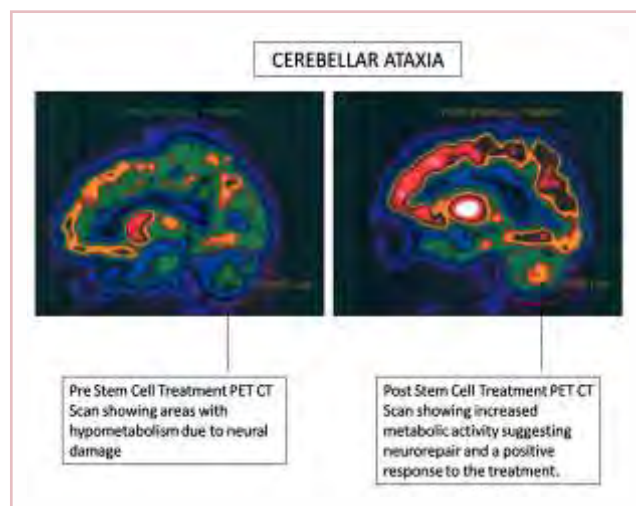 CEREBELLAR ATAXIA
Pre Stem Cell Treatment PET CT
Scan showing areas with
hypometabolism due to neural
damage
Post Stem Cell Treatment PET CT
Scan showing increased
metabolic activity suggesting
neurorepair and a positive
response to the treatment.